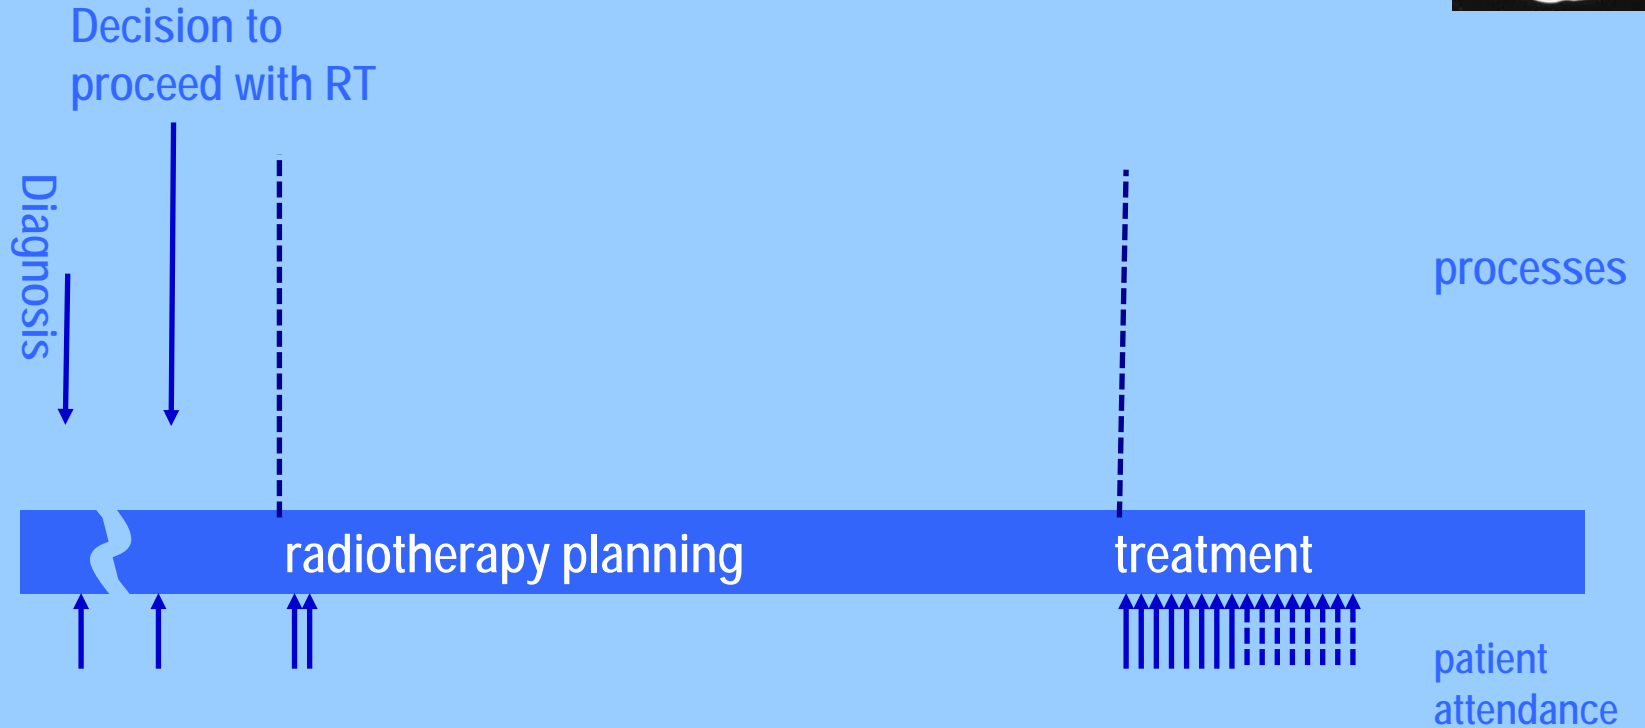 Decision to
proceed with RT
Diagnosis
processes
radiotherapy planning
treatment
patient
attendance